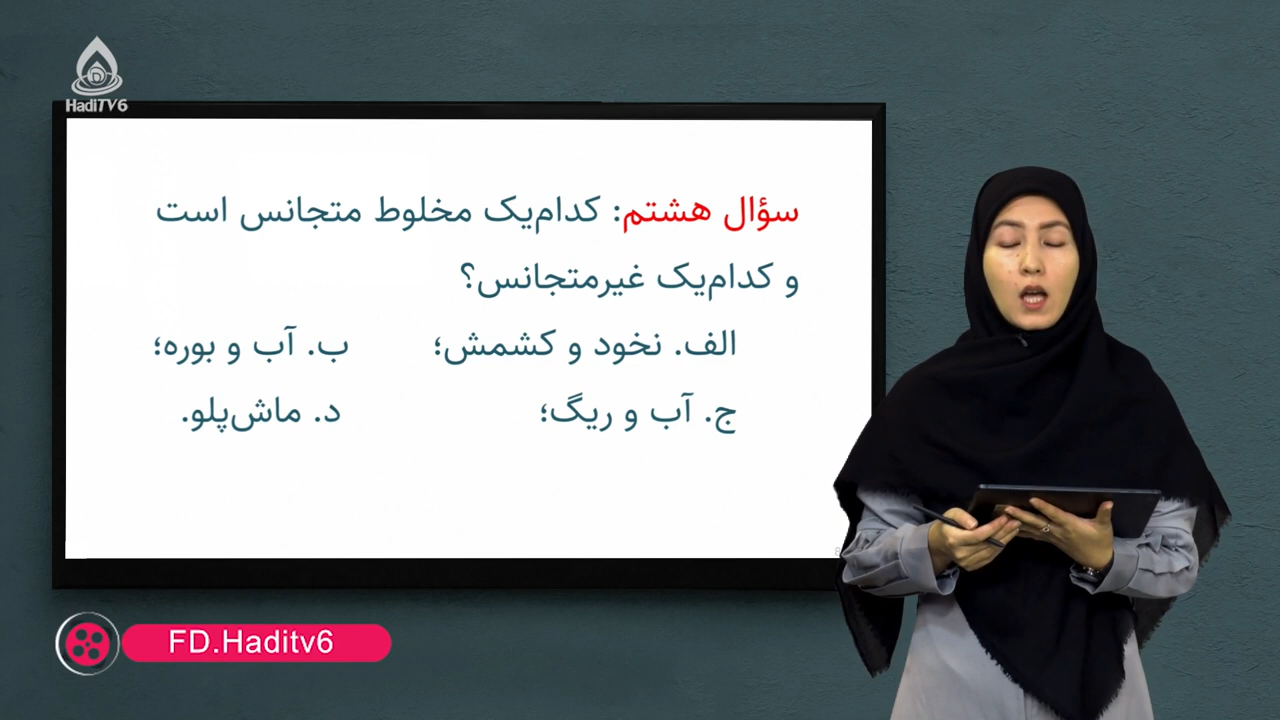 HadiTV6
سؤال هشتم: کدام‌یک مخلوط متجانس است
و کدام‌یک غیرمتجانس؟
الف. نخود و کشمش؛ ب. آب و بوره؛
ج. آب و ریگ؛ د. ماش‌پلو.
8
FD.Haditv6